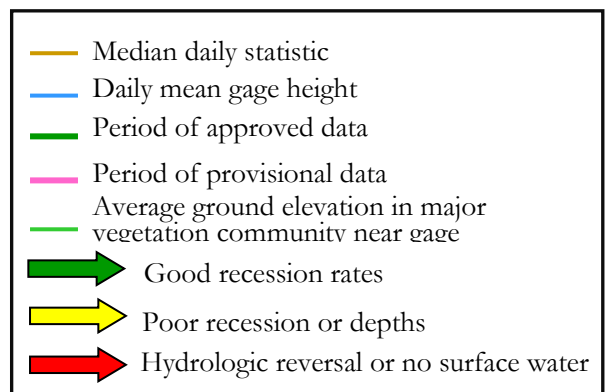 Median daily statistic
Daily mean gage height
Period of approved data
Period of provisional data
Average ground elevation in major
vegetation community near gage
Good recession rates
Poor recession or depths
Hydrologic reversal or no surface water